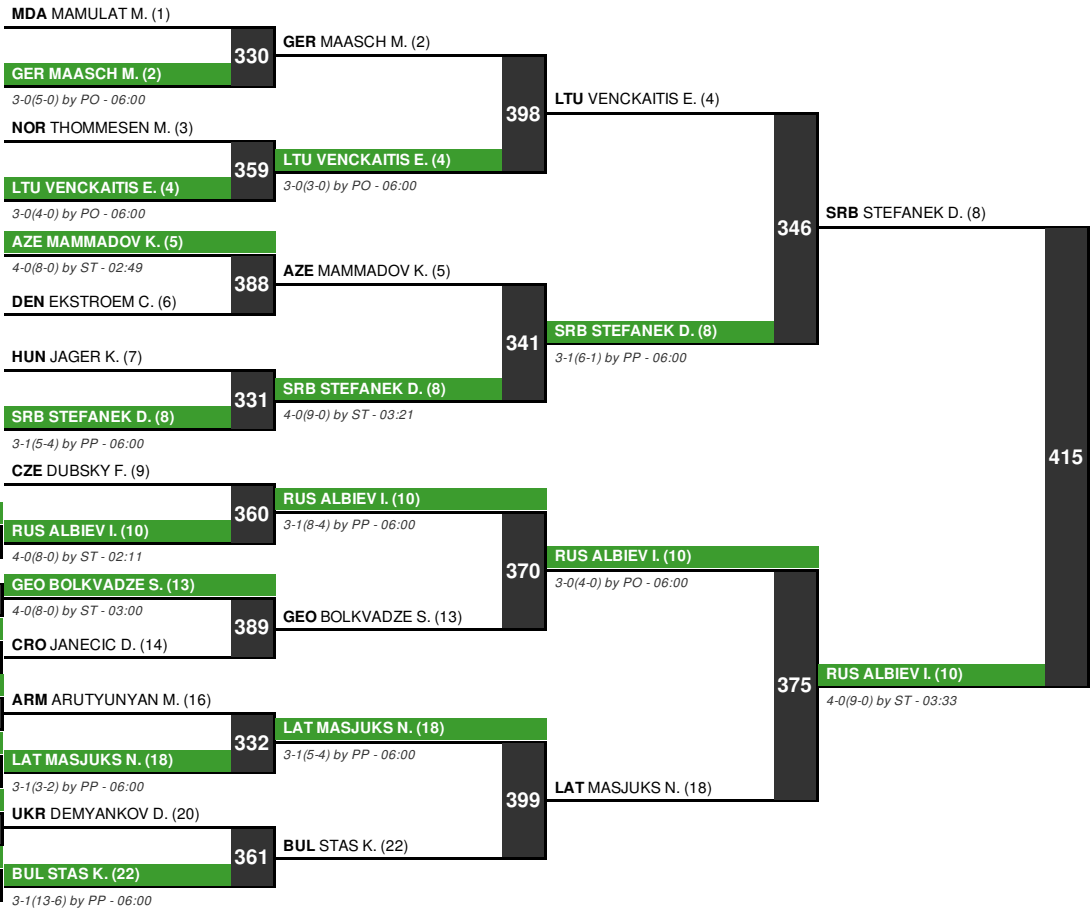 MDA MAMULAT M. (1)
330
GER MAASCH M. (2)
3-0(5-0) by PO - 06:00
NOR THOMMESEN M. (3)
359
LTU VENCKAITIS E. (4)
3-0(4-0) by PO - 06:00
AZE MAMMADOV K. (5)
4-0(8-0) by ST - 02:49
388
DEN EKSTROEM C. (6)
HUN JAGER K. (7)
331
SRB STEFANEK D. (8)
3-1(5-4) by PP - 06:00
CZE DUBSKY F. (9)
360
RUS ALBIEV I. (10)
4-0(8-0) by ST - 02:11
GEO BOLKVADZE S. (13)
4-0(8-0) by ST - 03:00
389
CRO JANECIC D. (14)
ARM ARUTYUNYAN M. (16)
332
LAT MASJUKS N. (18)
3-1(3-2) by PP - 06:00
UKR DEMYANKOV D. (20)
361
BUL STAS K. (22)
3-1(13-6) by PP - 06:00
GER MAASCH M. (2)
398
LTU VENCKAITIS E. (4)
3-0(3-0) by PO - 06:00
AZE MAMMADOV K. (5)
341
SRB STEFANEK D. (8)
4-0(9-0) by ST - 03:21
RUS ALBIEV I. (10)
3-1(8-4) by PP - 06:00
370
GEO BOLKVADZE S. (13)
LAT MASJUKS N. (18)
3-1(5-4) by PP - 06:00
399
BUL STAS K. (22)
LTU VENCKAITIS E. (4)
346
SRB STEFANEK D. (8)
3-1(6-1) by PP - 06:00
RUS ALBIEV I. (10)
3-0(4-0) by PO - 06:00
375
LAT MASJUKS N. (18)
SRB STEFANEK D. (8)
415
RUS ALBIEV I. (10)
4-0(9-0) by ST - 03:33